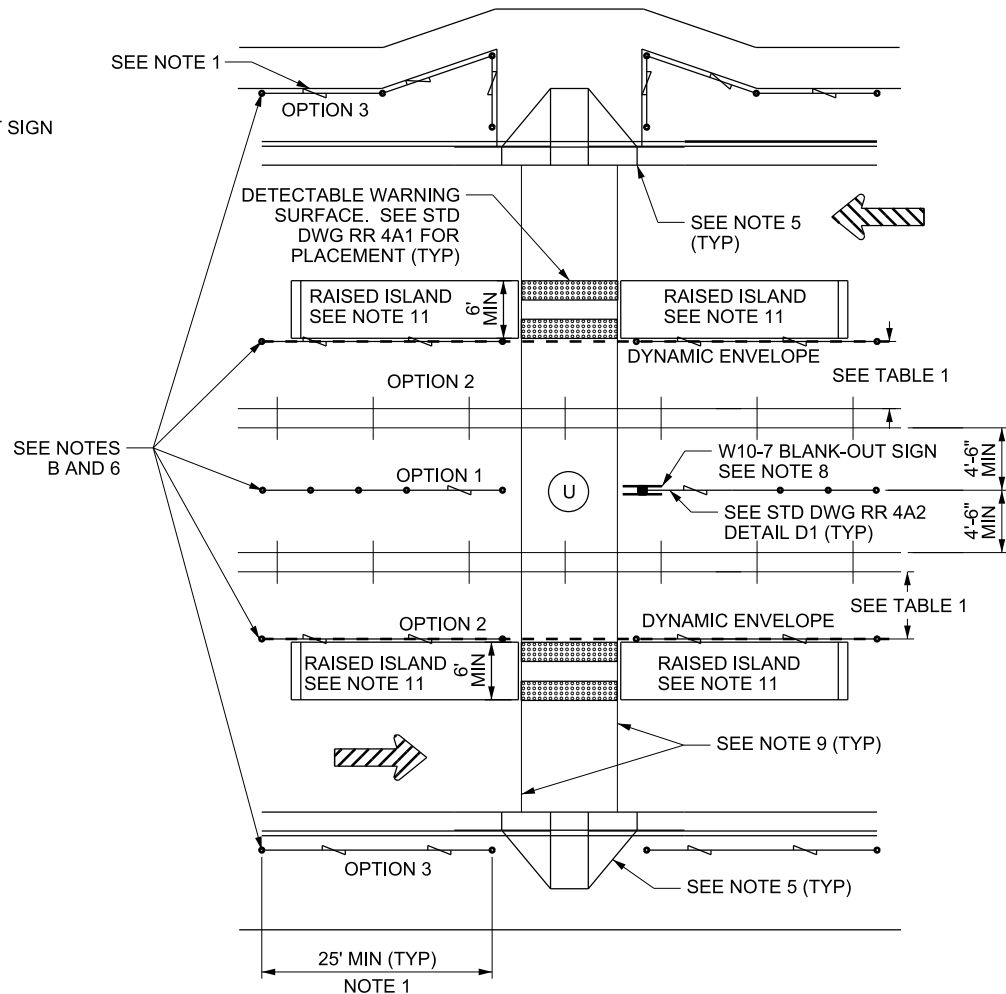 SEE NOTE 1
OPTION 3
T SIGN
DETECTABLE WARNING
SURFACE. SEE STD
DWG RR 4A1 FOR
PLACEMENT (TYP)
SEE NOTE 5
(TYP)
RAISED ISLAND
SEE NOTE 11
6'
MIN
RAISED ISLAND
SEE NOTE 11
DYNAMIC ENVELOPE
OPTION 2
SEE TABLE 1
SEE NOTES
B AND 6
OPTION 1
U
W10-7 BLANK-OUT SIGN
SEE NOTE 8
4'-6"
MIN
SEE STD DWG RR 4A2
DETAIL D1 (TYP)
4'-6"
MIN
SEE TABLE 1
OPTION 2
DYNAMIC ENVELOPE
RAISED ISLAND
SEE NOTE 11
6'
MIN
RAISED ISLAND
SEE NOTE 11
SEE NOTE 9 (TYP)
OPTION 3
SEE NOTE 5 (TYP)
25' MIN (TYP)
NOTE 1